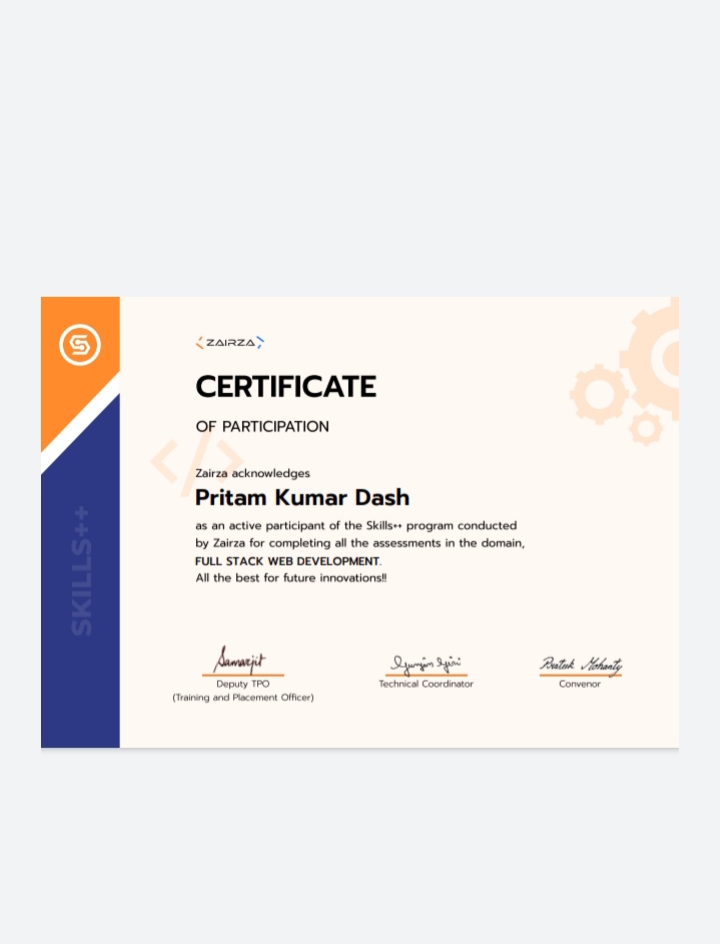 ZAIRZA
CERTIFICATE
OF PARTICIPATION
Zairza acknowledges
Pritam Kumar Dash
as an active participant of the Skills++ program conducted
by Zairza for completing all the assessments in the domain,
FULL STACK WEB DEVELOPMENT.
All the best for future innovations!!
SKILLS++
Samarjit
Deputy TPO
(Training and Placement Officer)
Gunjan Giri
Technical Coordinator
Prateek Mohanty
Convenor